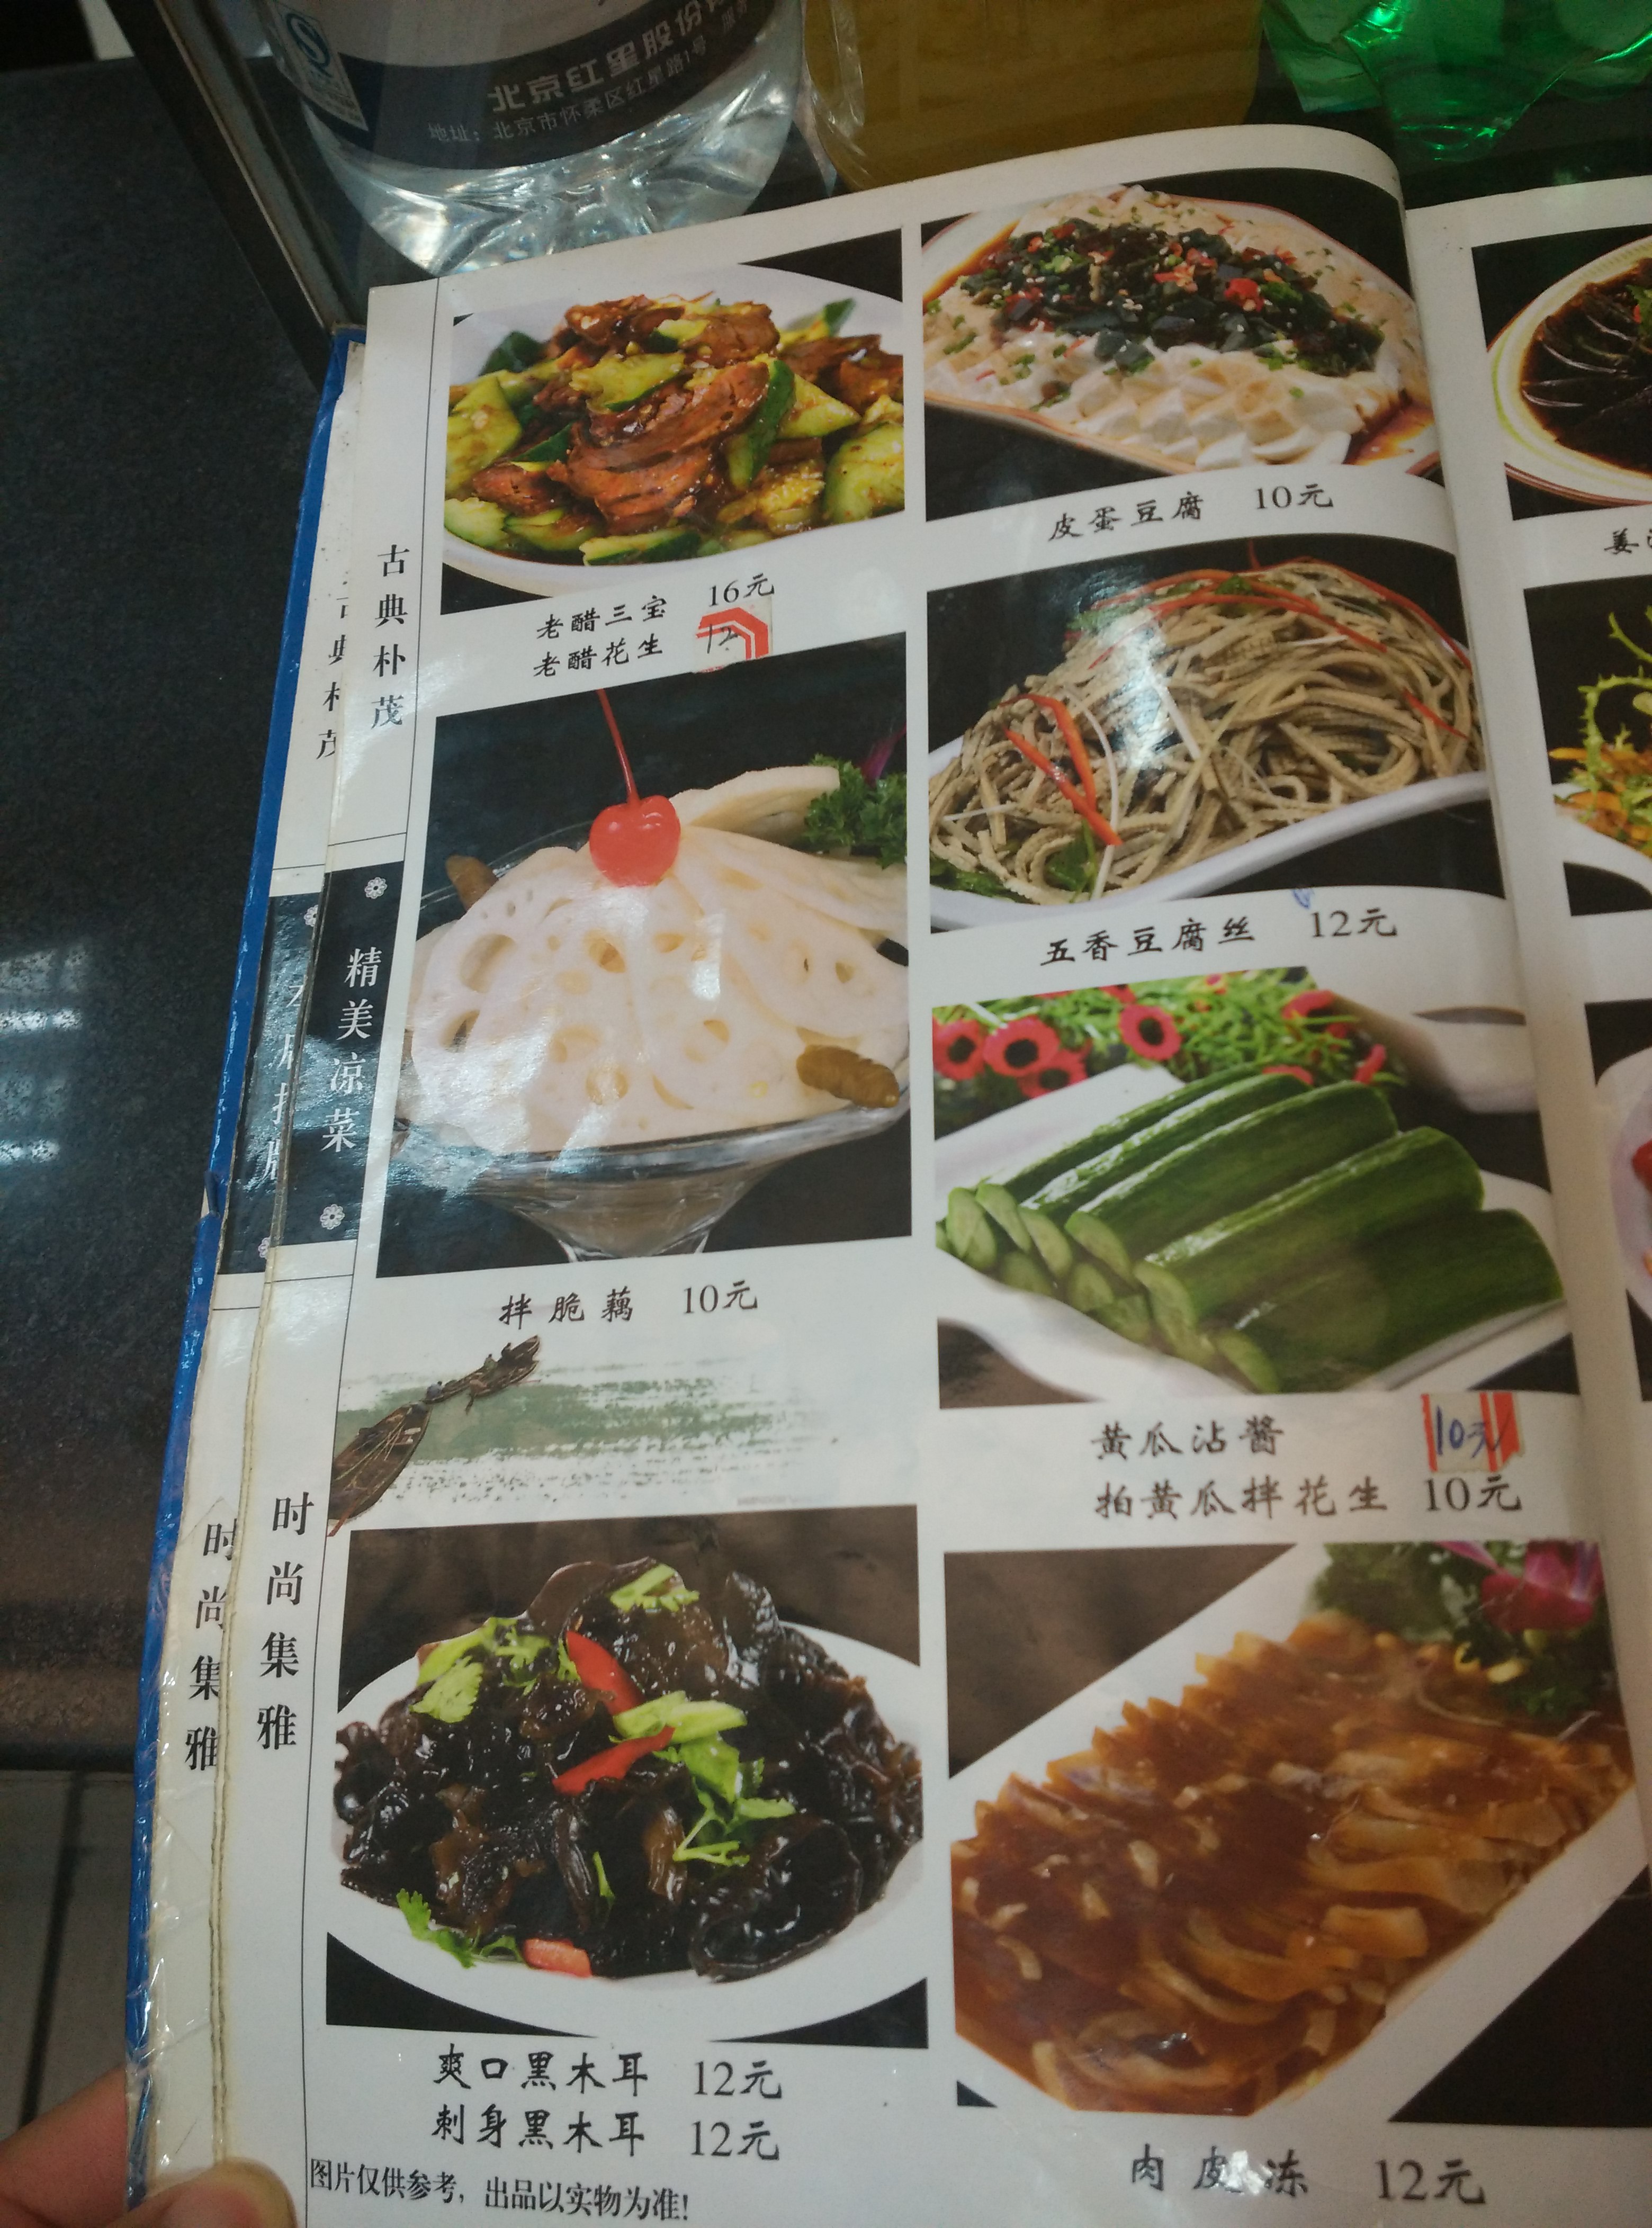 北京红星股份
地址：北京市怀柔区红星路1号
古典朴茂
精美凉菜
时尚集雅
老醋三宝 16元
老醋花生 12
皮蛋豆腐 10元
五香豆腐丝 12元
拌脆藕 10元
黄瓜沾酱 10元
拍黄瓜拌花生 10元
爽口黑木耳 12元
刺身黑木耳 12元
肉皮冻 12元
图片仅供参考，出品以实物为准!
姜
时尚集雅